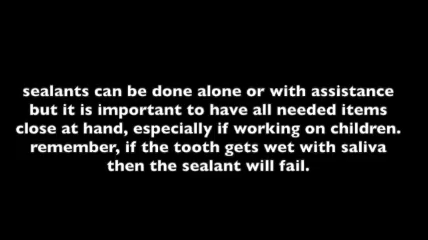 sealants can be done alone or with assistance
but it is important to have all needed items
close at hand, especially if working on children.
remember, if the tooth gets wet with saliva
then the sealant will fail.